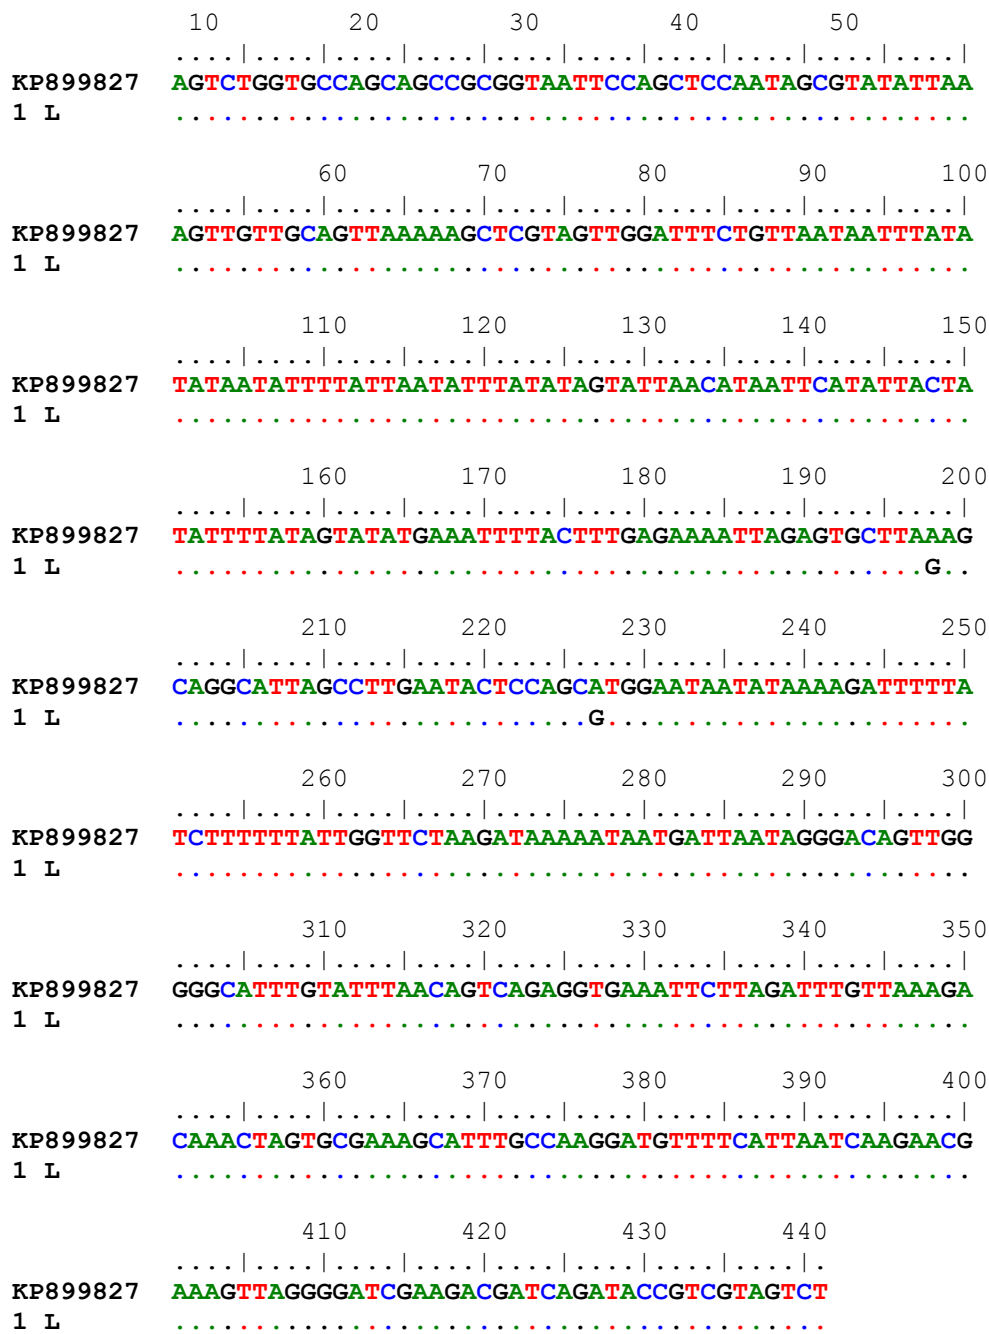 10 20 30 40 50
....|....|....|....|....|....|....|....|....|....|
KP899827 AGTCTGGTGCCAGCAGCCGCGGTAATTCCAGCTCCAATAGCGTATATTAA
1 L ..................................................
60 70 80 90 100
....|....|....|....|....|....|....|....|....|....|
KP899827 AGTTGTTGCAGTTAAAAAGCTCGTAGTTGGATTTCTGTTAATAATTTATA
1 L ..................................................
110 120 130 140 150
....|....|....|....|....|....|....|....|....|....|
KP899827 TATAATATTTTATTAATATTTATATAGTATTAACATAATTCATATTACTA
1 L ..................................................
160 170 180 190 200
....|....|....|....|....|....|....|....|....|....|
KP899827 TATTTTATAGTATATGAAATTTTACTTTGAGAAAATTAGAGTGCTTAAAG
1 L ...............................................G..
210 220 230 240 250
....|....|....|....|....|....|....|....|....|....|
KP899827 CAGGCATTAGCCTTGAATACTCCAGCATGGAATAATATAAAAGATTTTTA
1 L ..........................G.......................
260 270 280 290 300
....|....|....|....|....|....|....|....|....|....|
KP899827 TCTTTTTTATTGGTTCTAAGATAAAAATAATGATTAATAGGGACAGTTGG
1 L ..................................................
310 320 330 340 350
....|....|....|....|....|....|....|....|....|....|
KP899827 GGGCATTTGTATTTAACAGTCAGAGGTGAAATTCTTAGATTTGTTAAAGA
1 L ..................................................
360 370 380 390 400
....|....|....|....|....|....|....|....|....|....|
KP899827 CAAACTAGTGCGAAAGCATTTGCCAAGGATGTTTTCATTAATCAAGAACG
1 L ..................................................
410 420 430 440
....|....|....|....|....|....|....|....|.
KP899827 AAAGTTAGGGGATCGAAGACGATCAGATACCGTCGTAGTCT
1 L .........................................